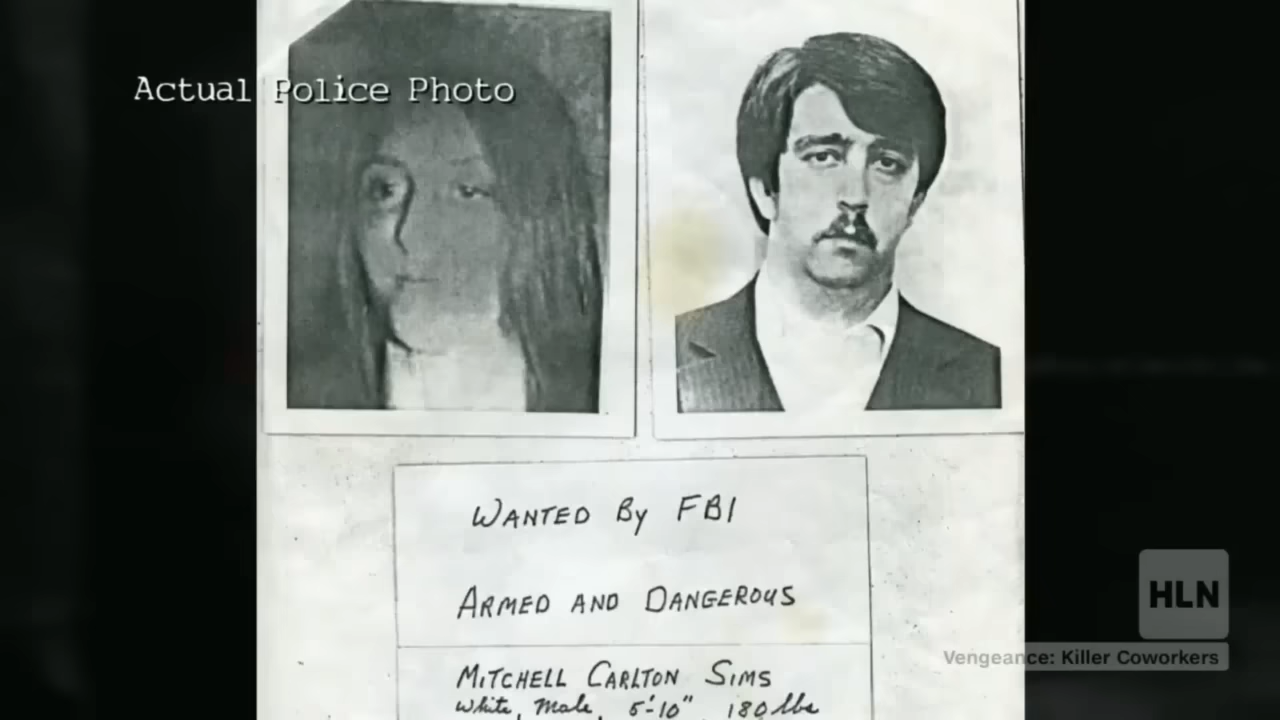 Actual Police Photo
WANTED By FBI
ARMED AND DANGEROUS
MITCHELL CARLTON SIMS
White, Male, 5'-10" 180 lbs
HLN
Vengeance: Killer Coworkers